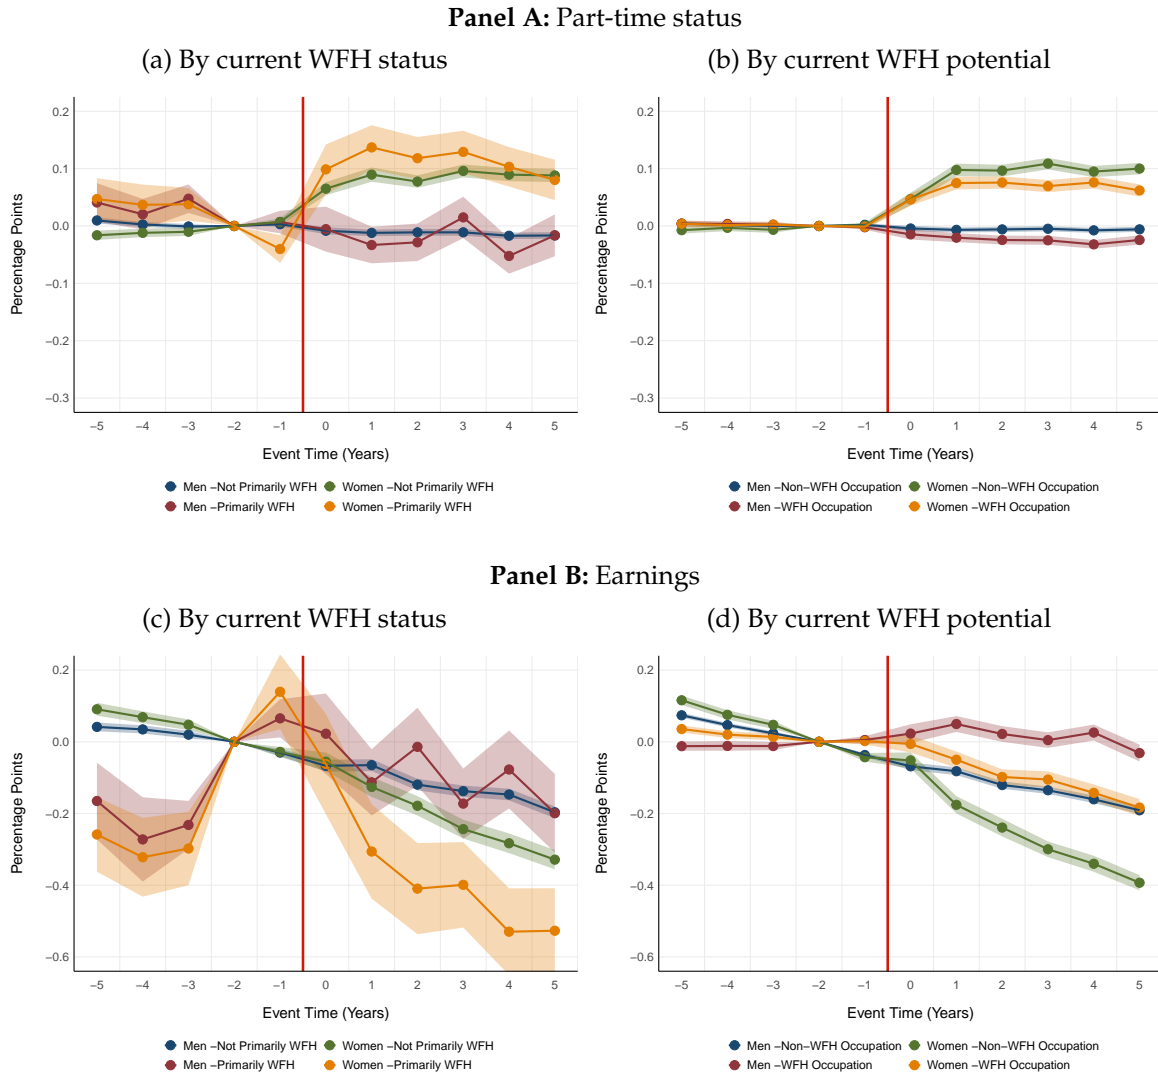 Panel A: Part-time status
(a) By current WFH status
(b) By current WFH potential
0.2
0.1
0.0
−0.1
−0.2
−0.3
Percentage Points
−5 −4 −3 −2 −1 0 1 2 3 4 5
Event Time (Years)
Men −Not Primarily WFH Women −Not Primarily WFH
Men −Primarily WFH Women −Primarily WFH
0.2
0.1
0.0
−0.1
−0.2
−0.3
Percentage Points
−5 −4 −3 −2 −1 0 1 2 3 4 5
Event Time (Years)
Men −Non−WFH Occupation Women −Non−WFH Occupation
Men −WFH Occupation Women −WFH Occupation
Panel B: Earnings
(c) By current WFH status
(d) By current WFH potential
0.2
0.0
−0.2
−0.4
−0.6
Percentage Points
−5 −4 −3 −2 −1 0 1 2 3 4 5
Event Time (Years)
Men −Not Primarily WFH Women −Not Primarily WFH
Men −Primarily WFH Women −Primarily WFH
0.2
0.0
−0.2
−0.4
−0.6
Percentage Points
−5 −4 −3 −2 −1 0 1 2 3 4 5
Event Time (Years)
Men −Non−WFH Occupation Women −Non−WFH Occupation
Men −WFH Occupation Women −WFH Occupation